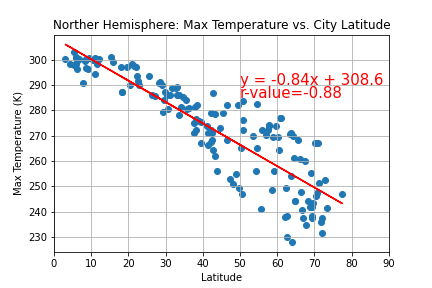 Norther Hemisphere: Max Temperature vs. City Latitude
Max Temperature (K)
300
290
280
270
260
250
240
230
y = -0.84x + 308.6
r-value=-0.88
0 10 20 30 40 50 60 70 80 90
Latitude